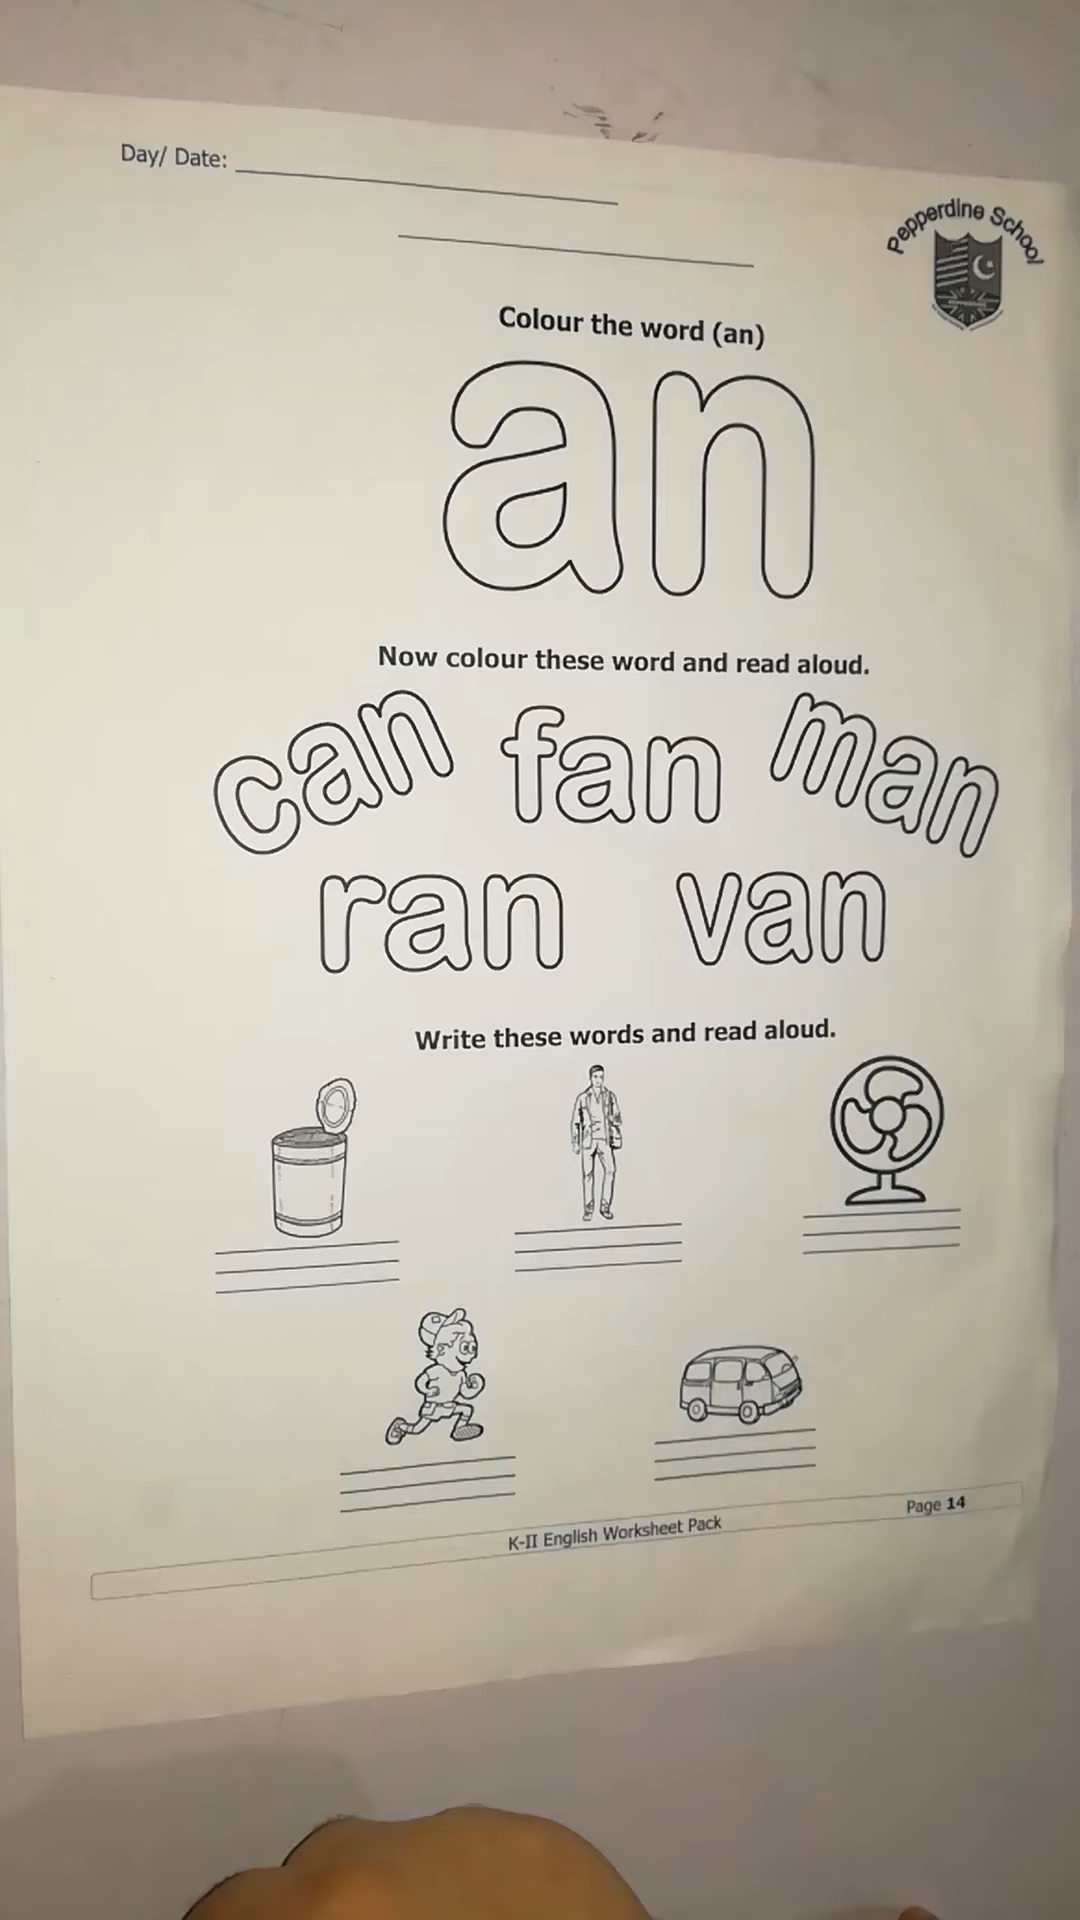 Day/ Date:
Pepperdine School
Colour the word (an)
an
Now colour these word and read aloud.
can fan man
ran van
Write these words and read aloud.
K-II English Worksheet Pack
Page 14